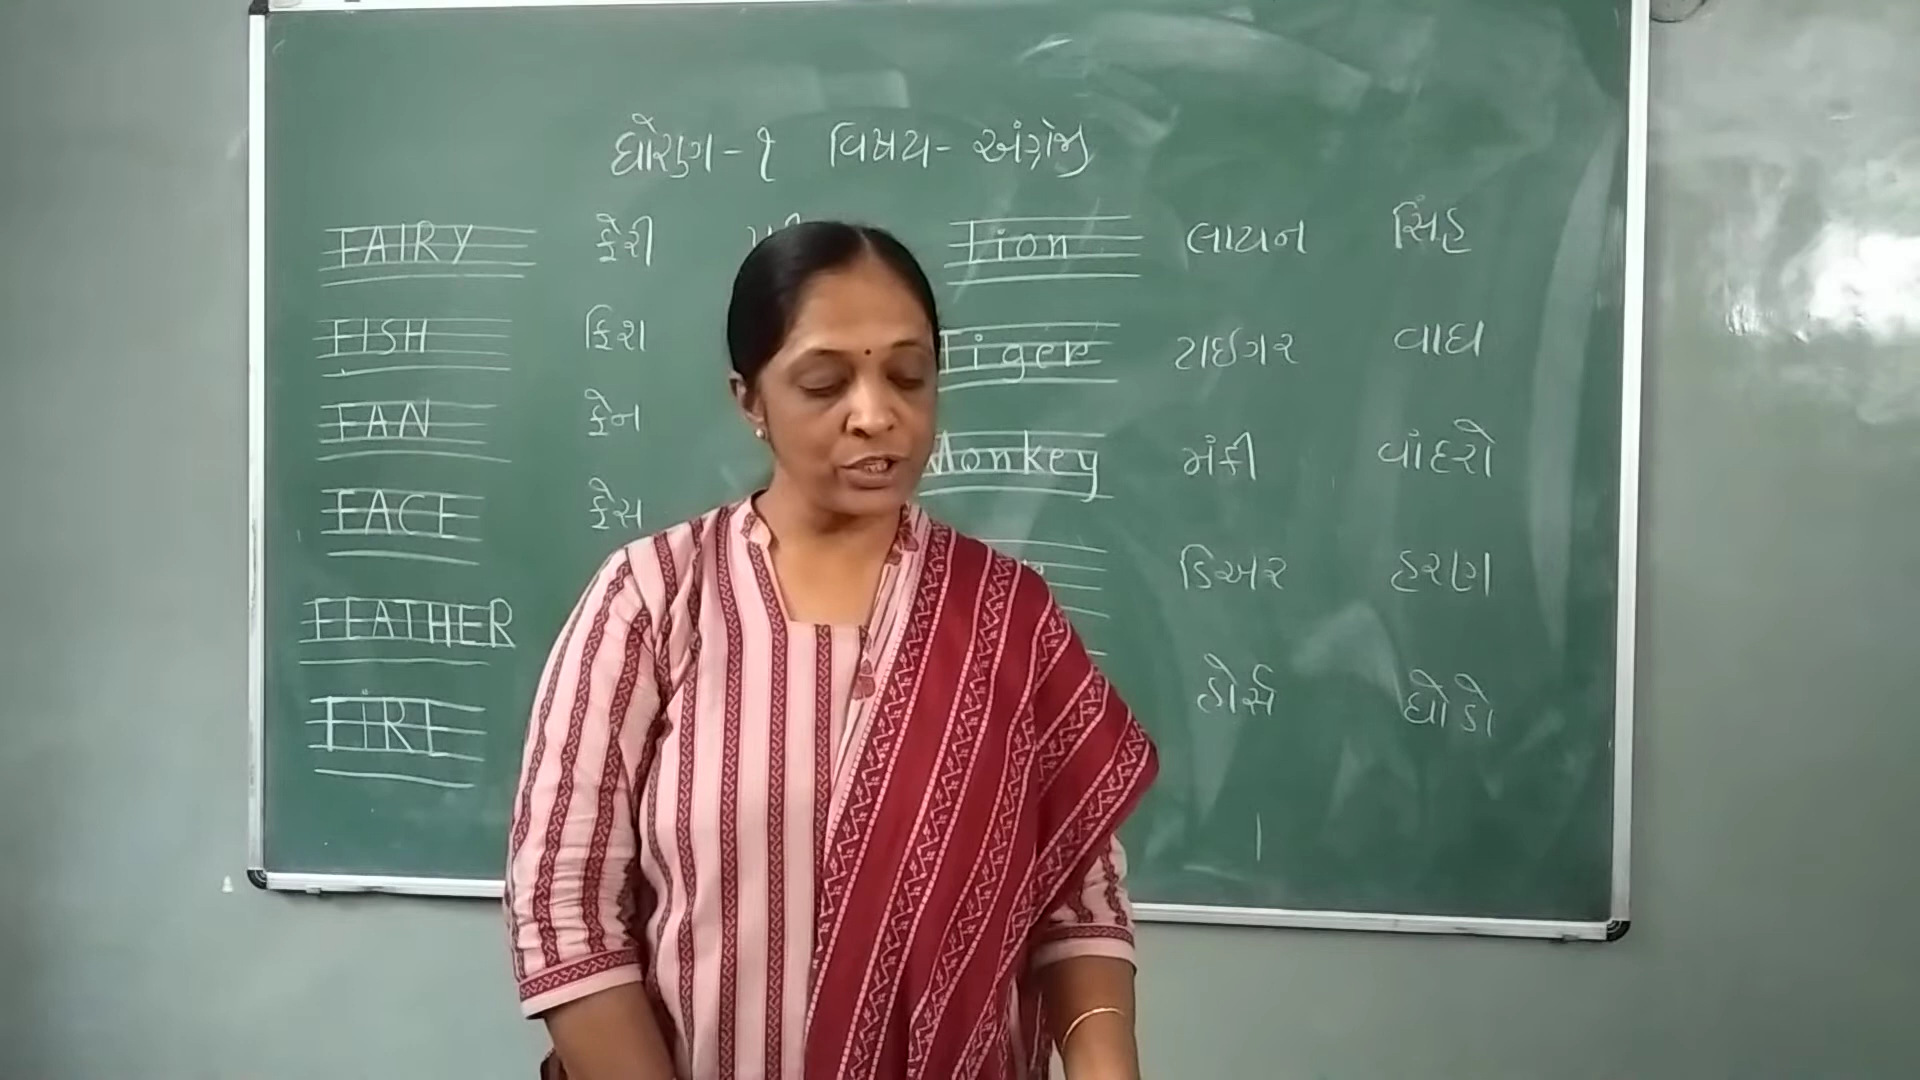 ધોરણ-૧ વિષય- અંગ્રેજી
FAIRY ફેરી
FISH ફિશ
FAN ફેન
FACE ફેસ
FEATHER
FIRE
Lion લાયન સિંહ
Tiger ટાઇગર વાઘ
Monkey મંકી વાંદરો
ડિઅર હરણ
હોર્સ ઘોડો